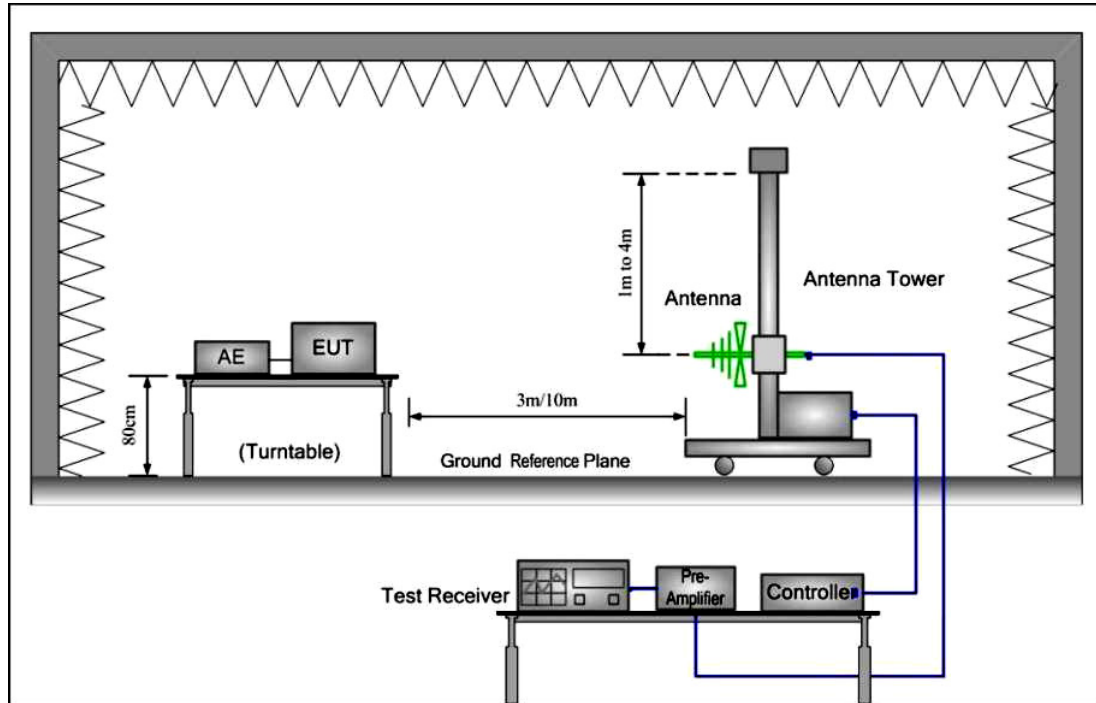 1m to 4m
Antenna
Antenna Tower
AE
EUT
80cm
3m/10m
(Turntable)
Ground Reference Plane
Test Receiver
Pre-
Amplifier
Controller